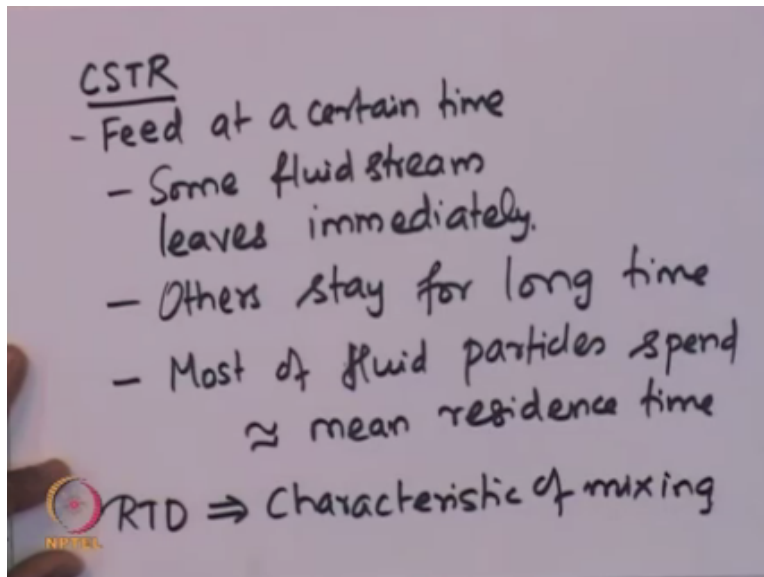 CSTR
- Feed at a certain time
- Some fluid stream
leaves immediately.
- Others stay for long time
- Most of fluid particles spend
≈ mean residence time
RTD ⇒ Characteristic of mixing
NPTEL